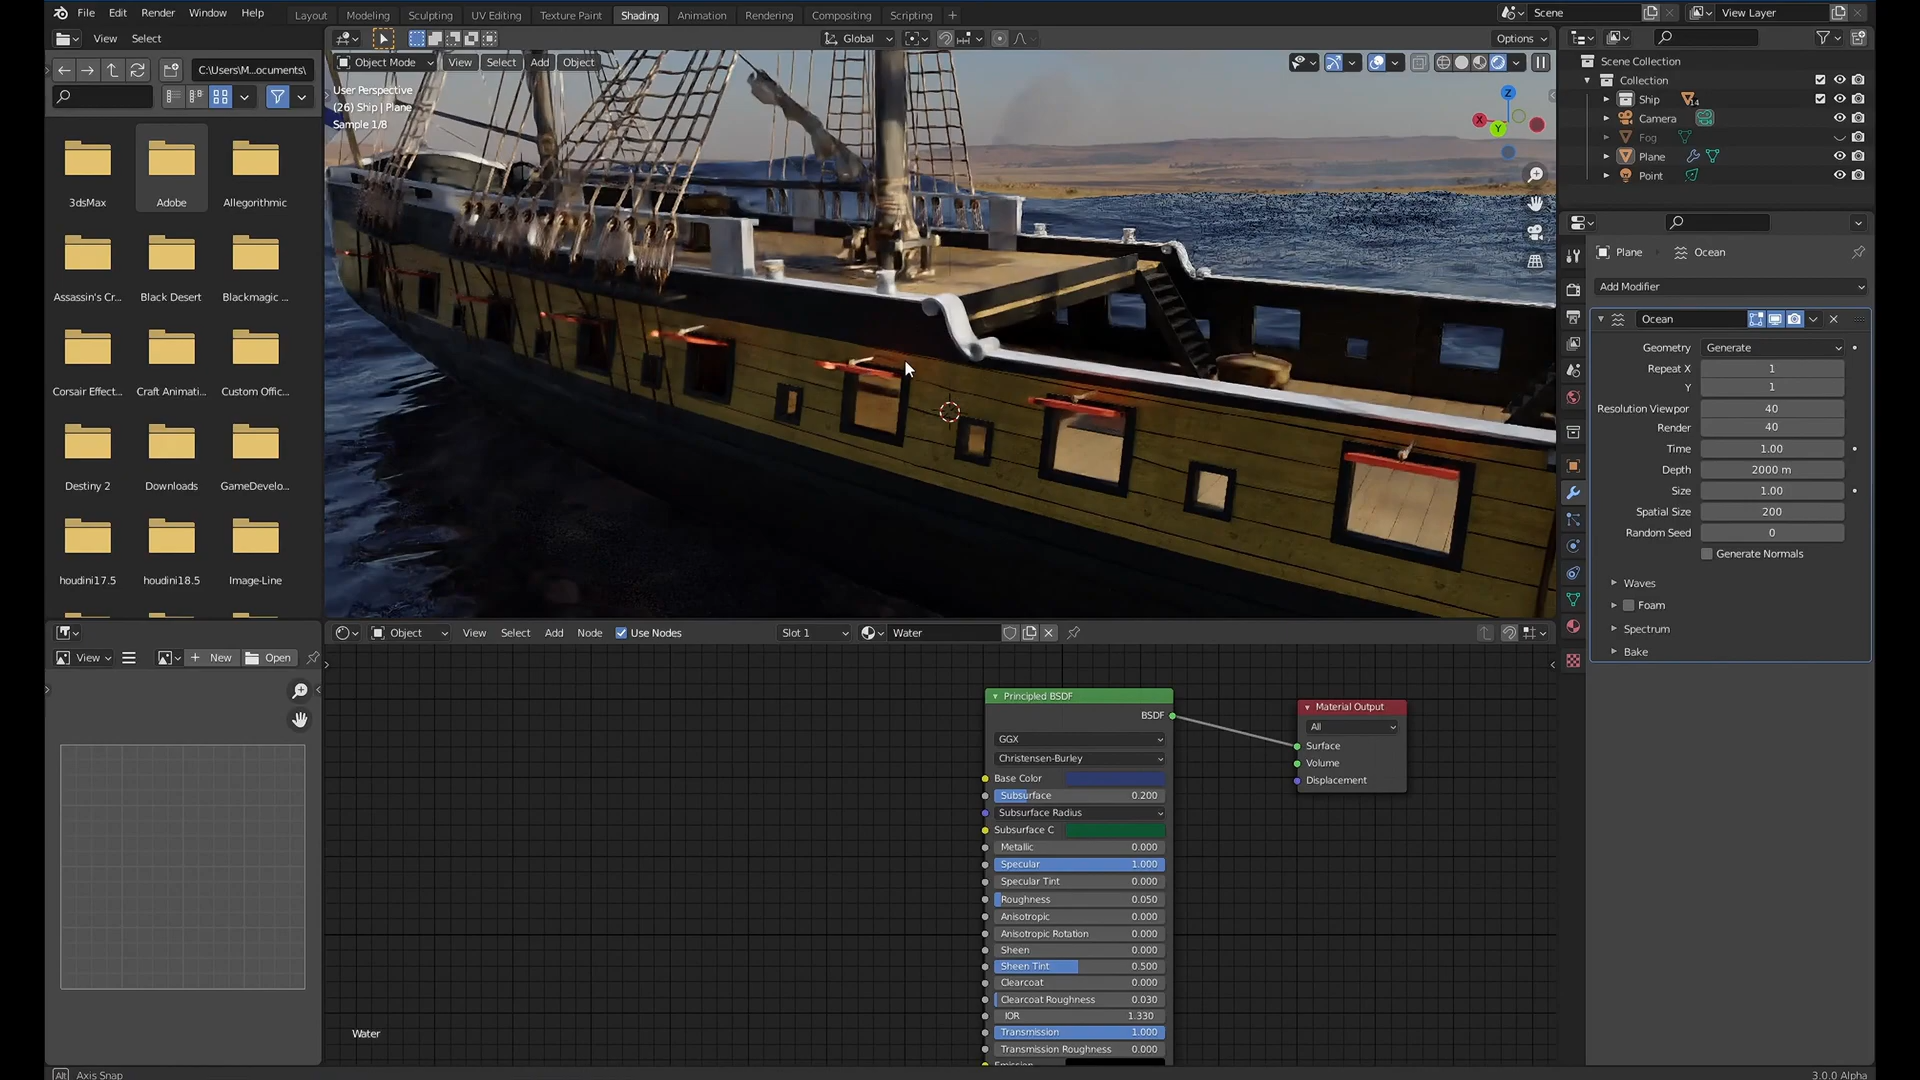 File Edit Render Window Help Layout Modeling Sculpting UV Editing Texture Paint Shading Animation Rendering Compositing Scripting + Scene View Layer
View Select Global Options
C:\Users\M...ocuments\ Object Mode View Select Add Object
User Perspective
(26) Ship | Plane
Sample 1/8
Z
X
Y
3dsMax Adobe Allegorithmic
Assassin's Cr... Black Desert Blackmagic ...
Corsair Effect... Craft Animati... Custom Offic...
Destiny 2 Downloads GameDevelo...
houdini17.5 houdini18.5 Image-Line
Scene Collection
Collection
Ship 14
Camera
Fog
Plane
Point
Plane Ocean
Add Modifier
Ocean
Geometry Generate
Repeat X 1
Y 1
Resolution Viewpor 40
Render 40
Time 1.00
Depth 2000 m
Size 1.00
Spatial Size 200
Random Seed 0
Generate Normals
Waves
Foam
Spectrum
Bake
Object View Select Add Node Use Nodes Slot 1 Water
View + New Open
Principled BSDF
BSDF
GGX
Christensen-Burley
Base Color
Subsurface 0.200
Subsurface Radius
Subsurface C
Metallic 0.000
Specular 1.000
Specular Tint 0.000
Roughness 0.050
Anisotropic 0.000
Anisotropic Rotation 0.000
Sheen 0.000
Sheen Tint 0.500
Clearcoat 0.000
Clearcoat Roughness 0.030
IOR 1.330
Transmission 1.000
Transmission Roughness 0.000
Emission
Material Output
All
Surface
Volume
Displacement
Water
Alt Axis Snap
3.0.0 Alpha